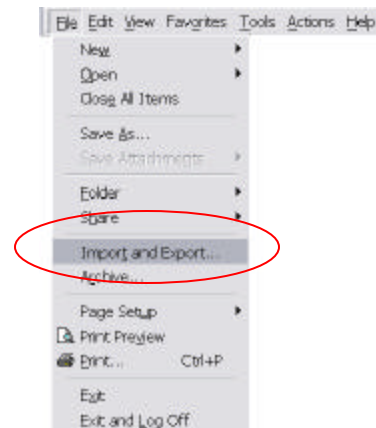 File Edit View Favorites Tools Actions Help
New
Open
Close All Items
Save As...
Save Attachments
Folder
Share
Import and Export...
Archive...
Page Setup
Print Preview
Print... Ctrl+P
Exit
Exit and Log Off